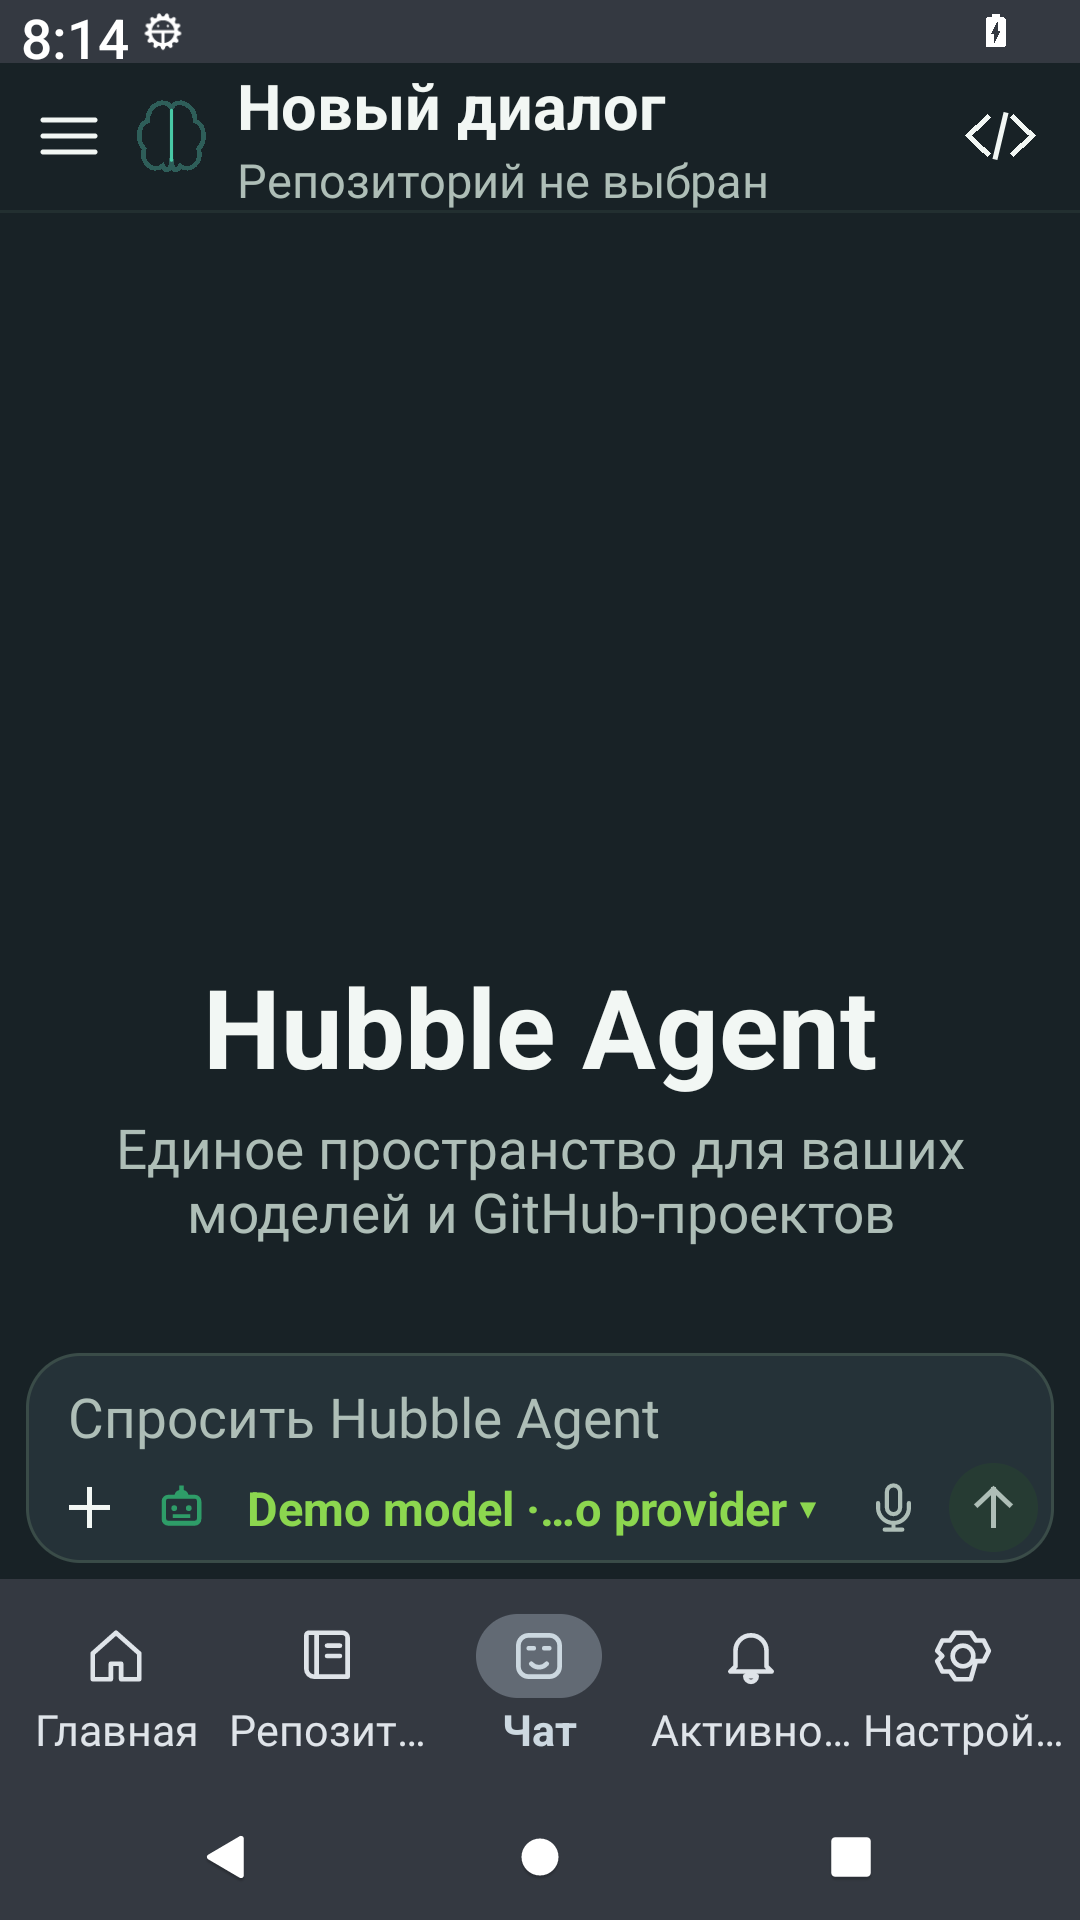 8:14
Новый диалог
Репозиторий не выбран
Hubble Agent
Единое пространство для ваших
моделей и GitHub-проектов
Спросить Hubble Agent
Demo model ·…o provider ▾
Главная
Репозит…
Чат
Активно…
Настрой…